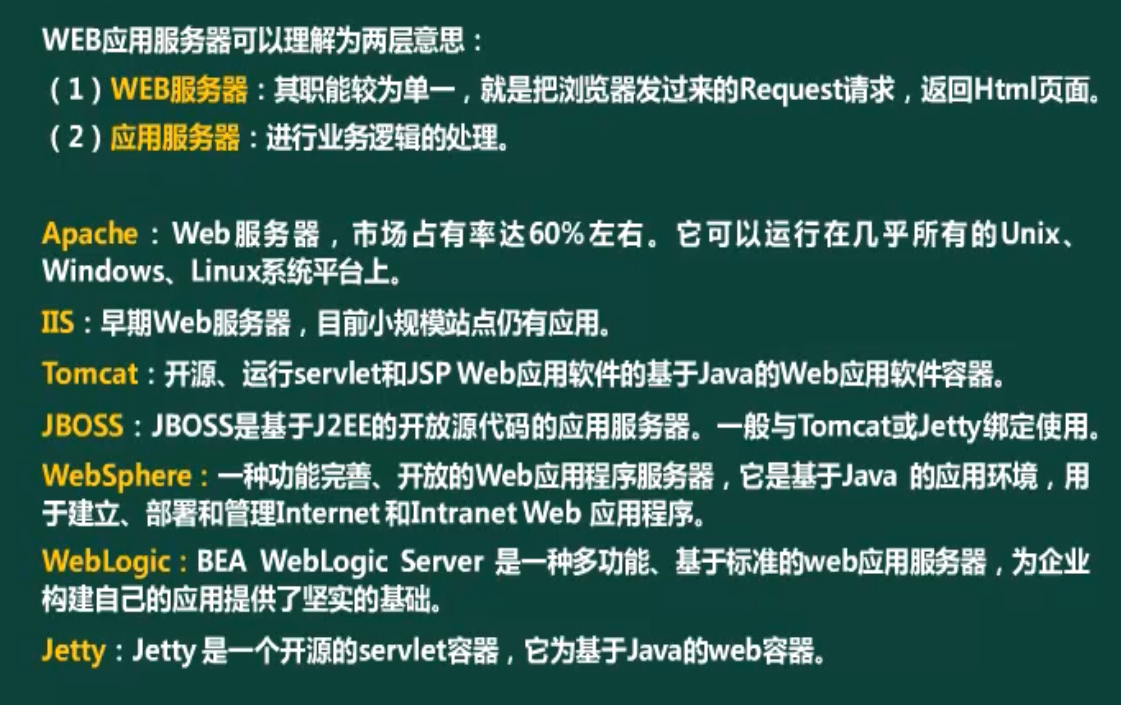 WEB应用服务器可以理解为两层意思：
（1）WEB服务器：其职能较为单一，就是把浏览器发过来的Request请求，返回Html页面。
（2）应用服务器：进行业务逻辑的处理。
Apache：Web服务器，市场占有率达60%左右。它可以运行在几乎所有的Unix、
Windows、Linux系统平台上。
IIS：早期Web服务器，目前小规模站点仍有应用。
Tomcat：开源、运行servlet和JSP Web应用软件的基于Java的Web应用软件容器。
JBOSS：JBOSS是基于J2EE的开放源代码的应用服务器。一般与Tomcat或Jetty绑定使用。
WebSphere：一种功能完善、开放的Web应用程序服务器，它是基于Java 的应用环境，用
于建立、部署和管理Internet 和Intranet Web 应用程序。
WebLogic：BEA WebLogic Server 是一种多功能、基于标准的web应用服务器，为企业
构建自己的应用提供了坚实的基础。
Jetty：Jetty 是一个开源的servlet容器，它为基于Java的web容器。